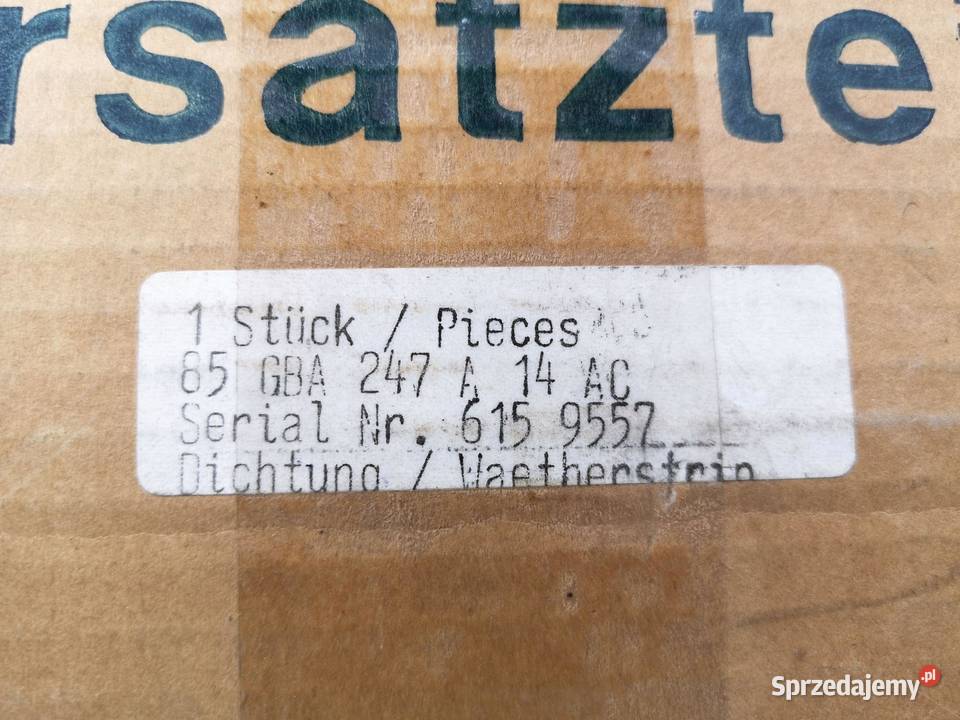 rsatzte
1 Stück / Pieces
85 GBA 247 A 14 AC
Serial Nr. 615 9557
Dichtung / Waetherstrip
Sprzedajemy.pl